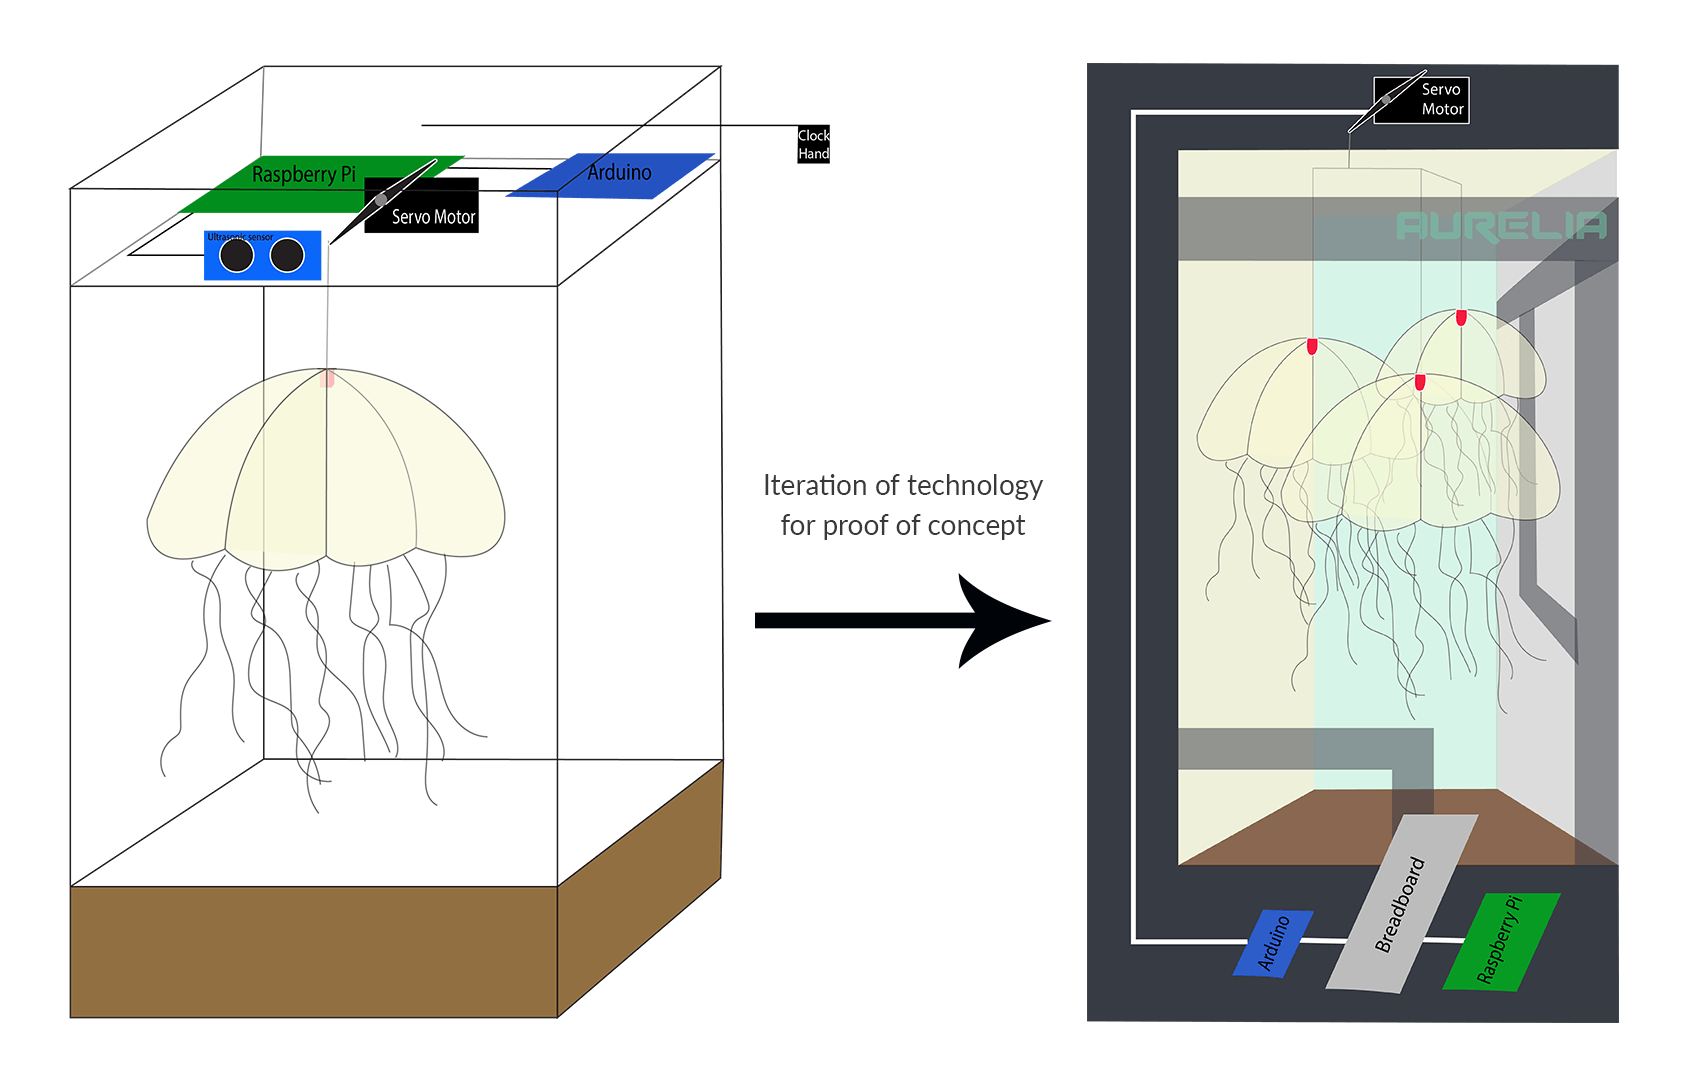 Clock
Hand
Raspberry Pi
Arduino
Servo Motor
Ultrasonic sensor
Iteration of technology
for proof of concept
Servo
Motor
AURELIA
Arduino
Breadboard
Raspberry Pi